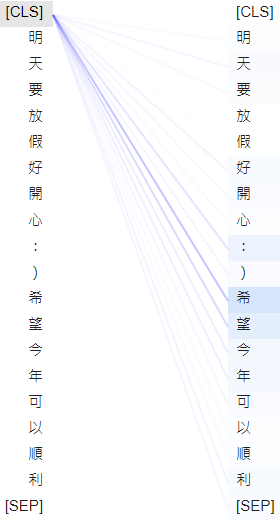 [CLS] [CLS]
明 明
天 天
要 要
放 放
假 假
好 好
開 開
心 心
: :
) )
希 希
望 望
今 今
年 年
可 可
以 以
順 順
利 利
[SEP] [SEP]